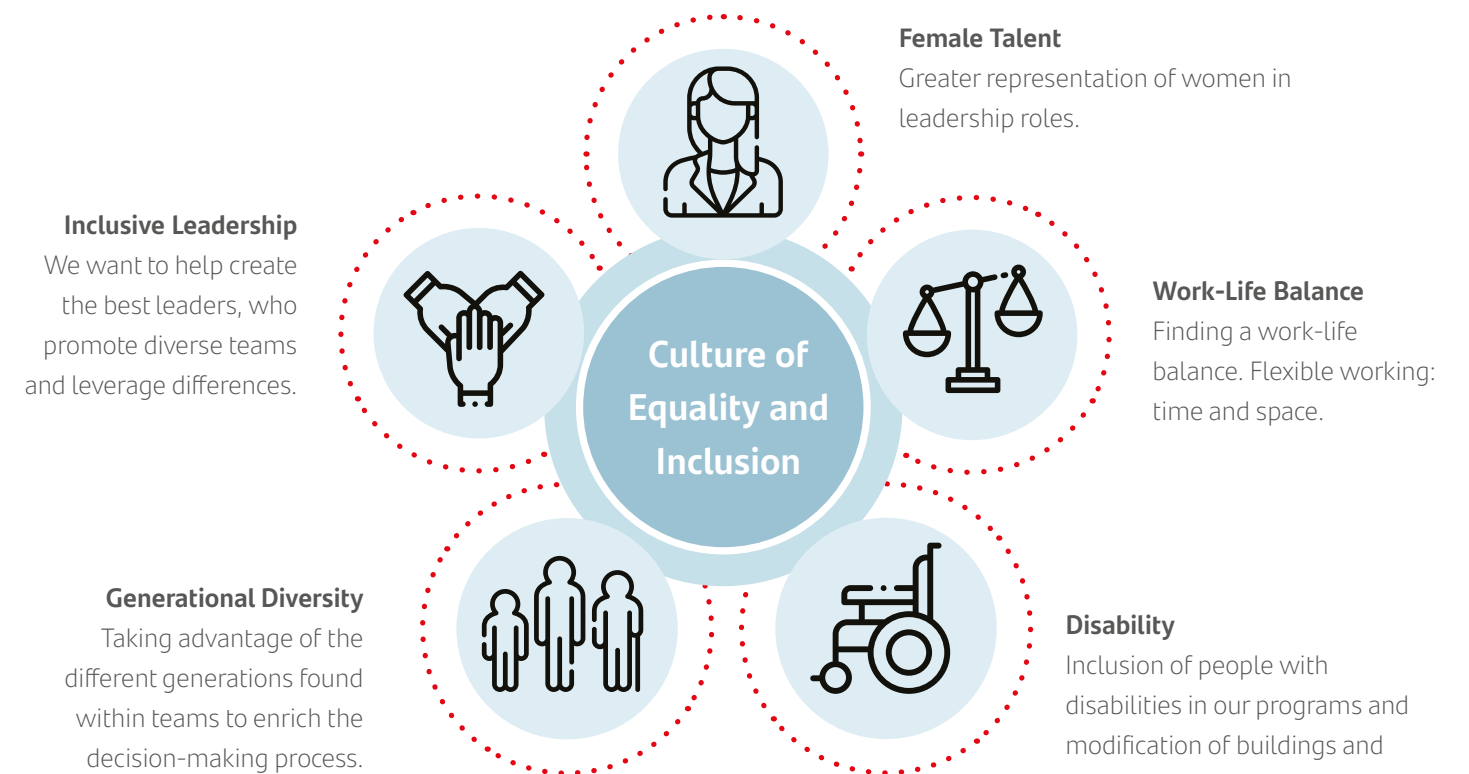 Female Talent
Greater representation of women in
leadership roles.
Inclusive Leadership
We want to help create
the best leaders, who
promote diverse teams
and leverage differences.
Work-Life Balance
Finding a work-life
balance. Flexible working:
time and space.
Culture of
Equality and
Inclusion
Generational Diversity
Taking advantage of the
different generations found
within teams to enrich the
decision-making process.
Disability
Inclusion of people with
disabilities in our programs and
modification of buildings and